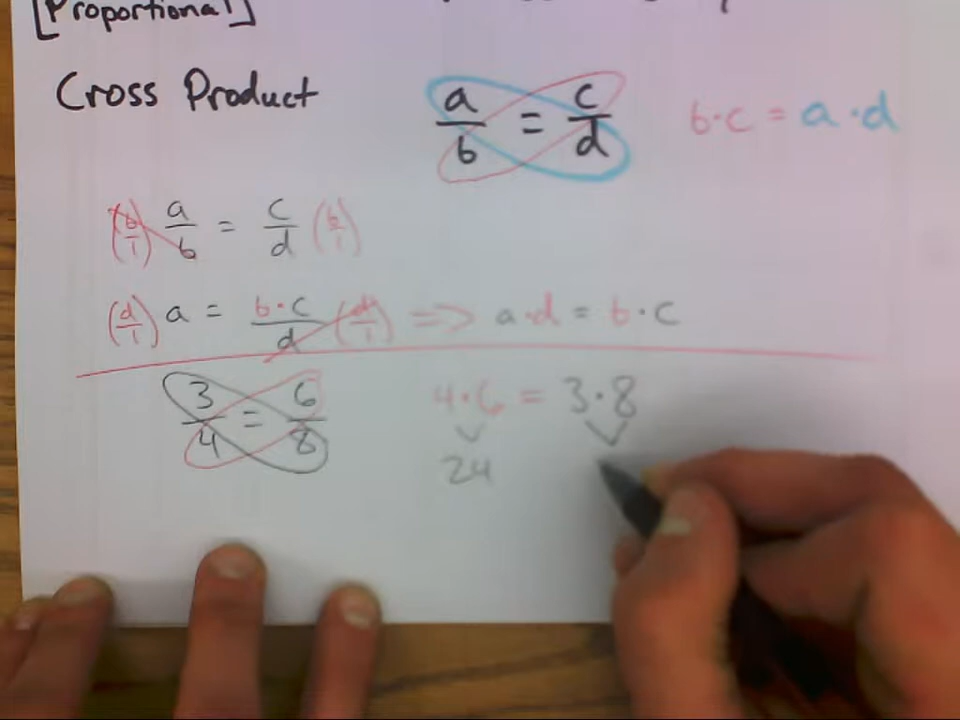 [Proportional]
Cross Product a/b = c/d b·c = a·d
(b/1) a/b = c/d (b/1)
(d/1) a = b·c/d (d/1) => a·d = b·c
3/4 = 6/8 4·6 = 3·8
24